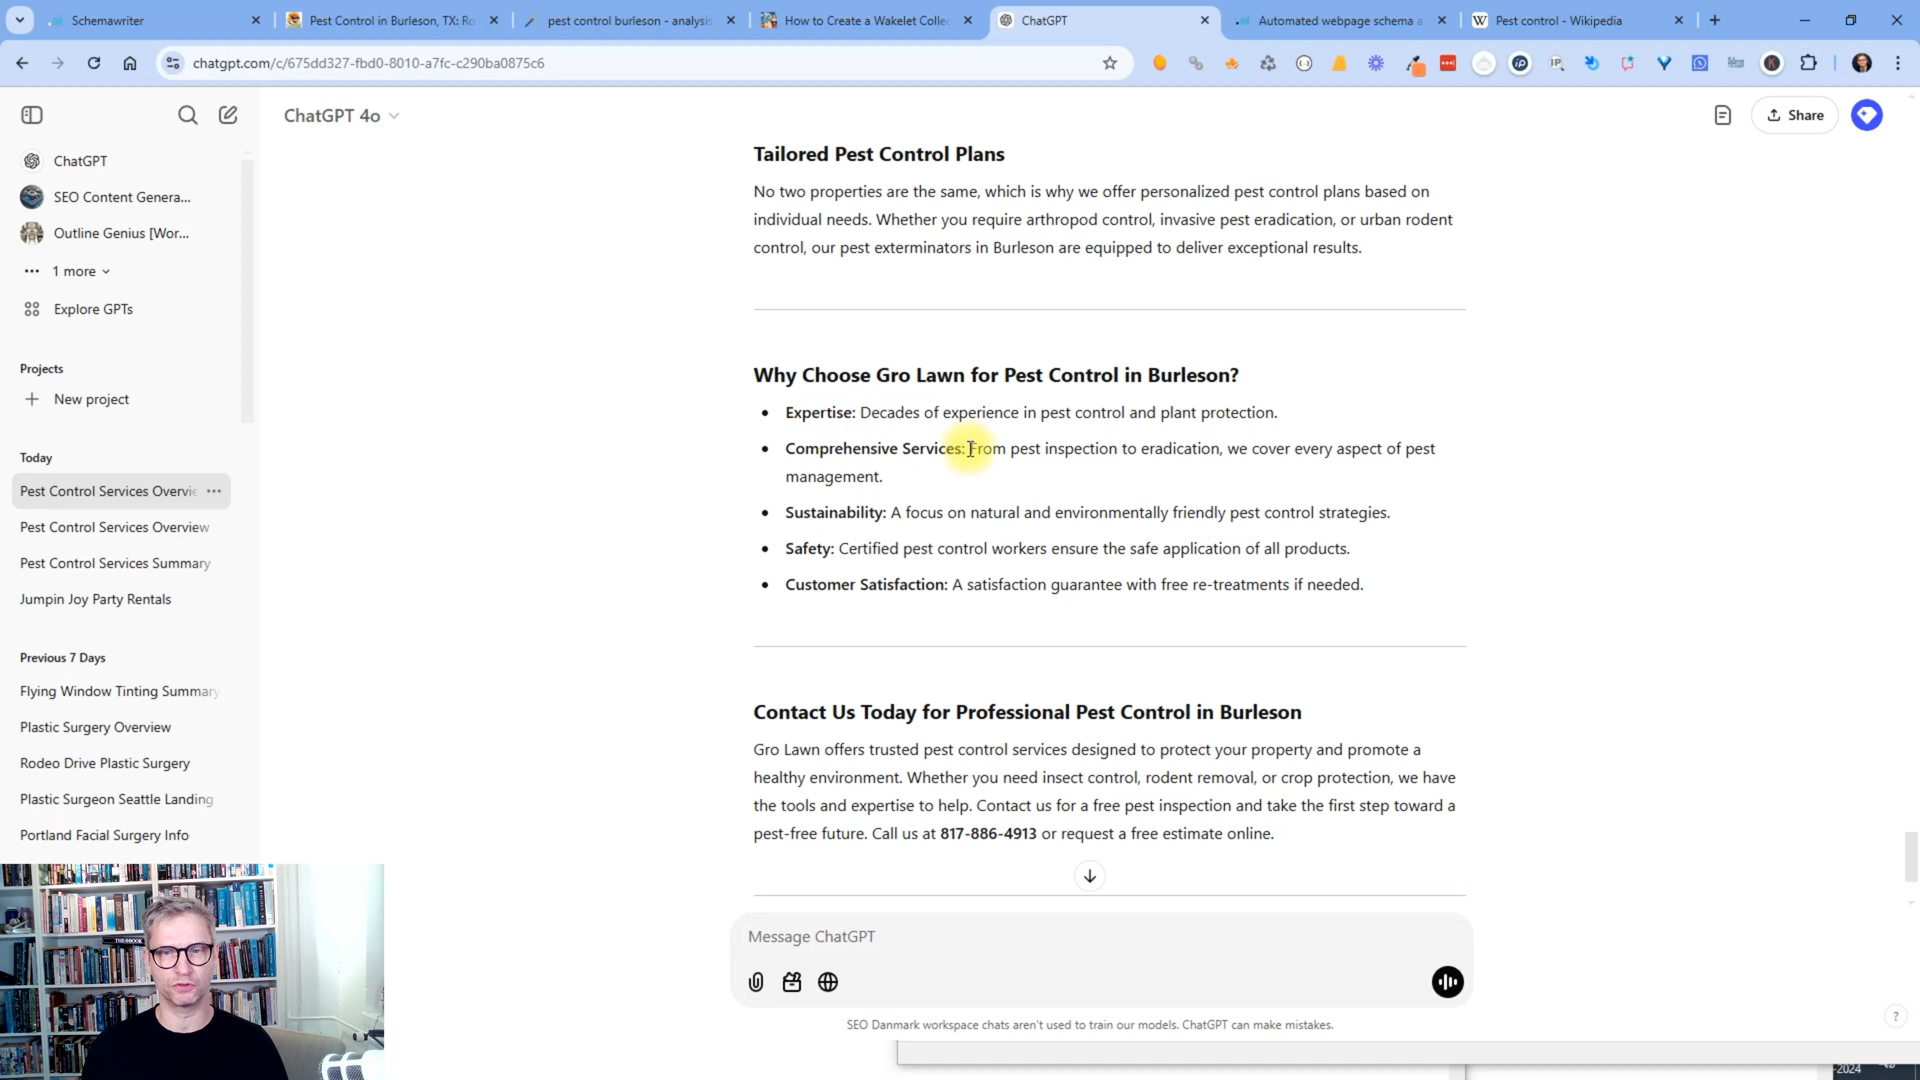 Schemawriter
Pest Control in Burleson, TX: Ro
pest control burleson - analysis
How to Create a Wakelet Collec
ChatGPT
Automated webpage schema a
Pest control - Wikipedia
chatgpt.com/c/675dd327-fbd0-8010-a7fc-c290ba0875c6
ChatGPT 4o
Share
ChatGPT
SEO Content Genera...
Outline Genius [Wor...
1 more
Explore GPTs
Projects
New project
Today
Pest Control Services Overvie
Pest Control Services Overview
Pest Control Services Summary
Jumpin Joy Party Rentals
Previous 7 Days
Flying Window Tinting Summary
Plastic Surgery Overview
Rodeo Drive Plastic Surgery
Plastic Surgeon Seattle Landing
Portland Facial Surgery Info
Tailored Pest Control Plans
No two properties are the same, which is why we offer personalized pest control plans based on
individual needs. Whether you require arthropod control, invasive pest eradication, or urban rodent
control, our pest exterminators in Burleson are equipped to deliver exceptional results.
Why Choose Gro Lawn for Pest Control in Burleson?
• Expertise: Decades of experience in pest control and plant protection.
• Comprehensive Services: From pest inspection to eradication, we cover every aspect of pest
management.
• Sustainability: A focus on natural and environmentally friendly pest control strategies.
• Safety: Certified pest control workers ensure the safe application of all products.
• Customer Satisfaction: A satisfaction guarantee with free re-treatments if needed.
Contact Us Today for Professional Pest Control in Burleson
Gro Lawn offers trusted pest control services designed to protect your property and promote a
healthy environment. Whether you need insect control, rodent removal, or crop protection, we have
the tools and expertise to help. Contact us for a free pest inspection and take the first step toward a
pest-free future. Call us at 817-886-4913 or request a free estimate online.
Message ChatGPT
SEO Danmark workspace chats aren't used to train our models. ChatGPT can make mistakes.
?
-2024